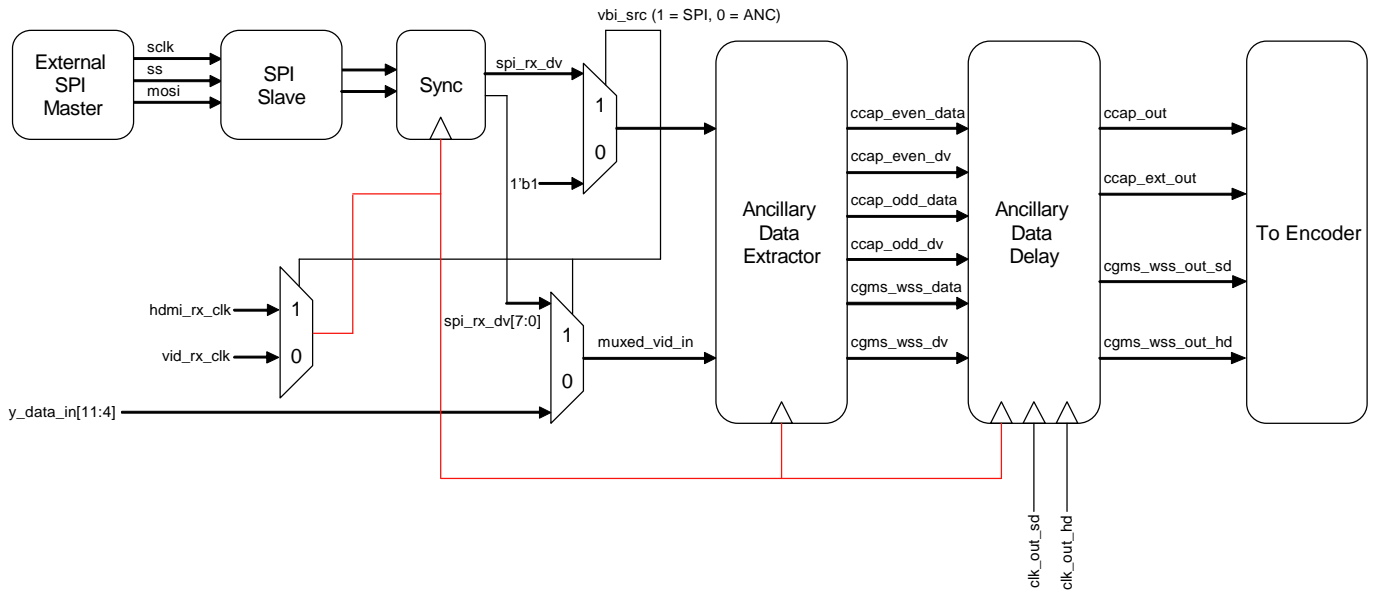 vbi_src (1 = SPI, 0 = ANC)
External
SPI
Master
sclk
ss
mosi
SPI
Slave
Sync
spi_rx_dv
1
0
1'b1
hdmi_rx_clk
vid_rx_clk
1
0
spi_rx_dv[7:0]
1
0
y_data_in[11:4]
muxed_vid_in
Ancillary
Data
Extractor
ccap_even_data
ccap_even_dv
ccap_odd_data
ccap_odd_dv
cgms_wss_data
cgms_wss_dv
Ancillary
Data
Delay
clk_out_sd
clk_out_hd
ccap_out
ccap_ext_out
cgms_wss_out_sd
cgms_wss_out_hd
To Encoder